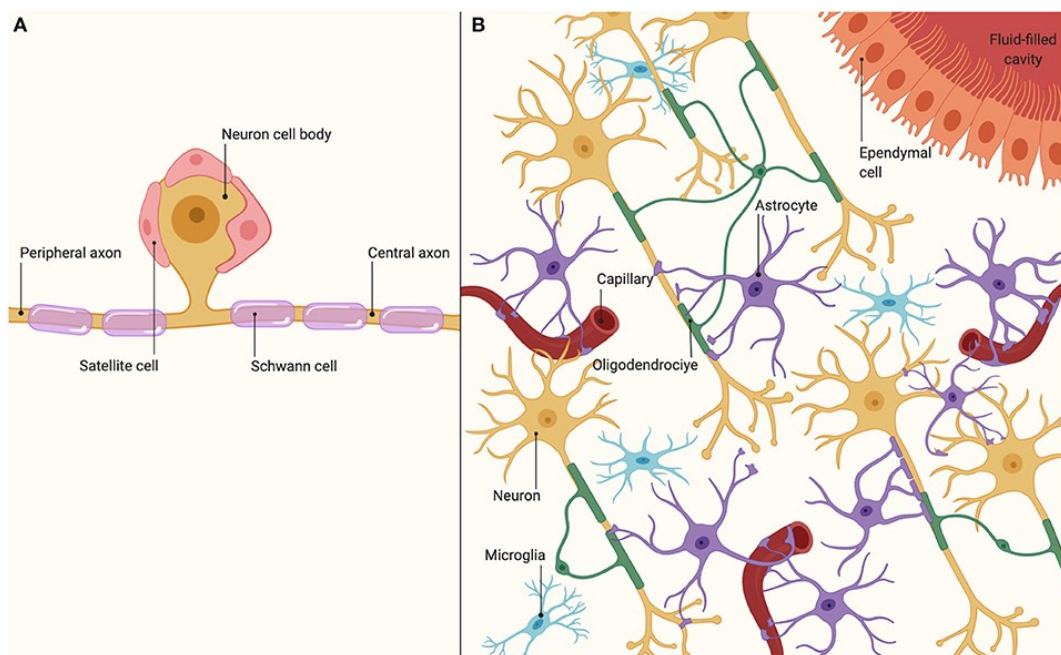 A
Neuron cell body
Peripheral axon
Central axon
Satellite cell
Schwann cell
B
Fluid-filled
cavity
Ependymal
cell
Astrocyte
Capillary
Oligodendrociye
Neuron
Microglia